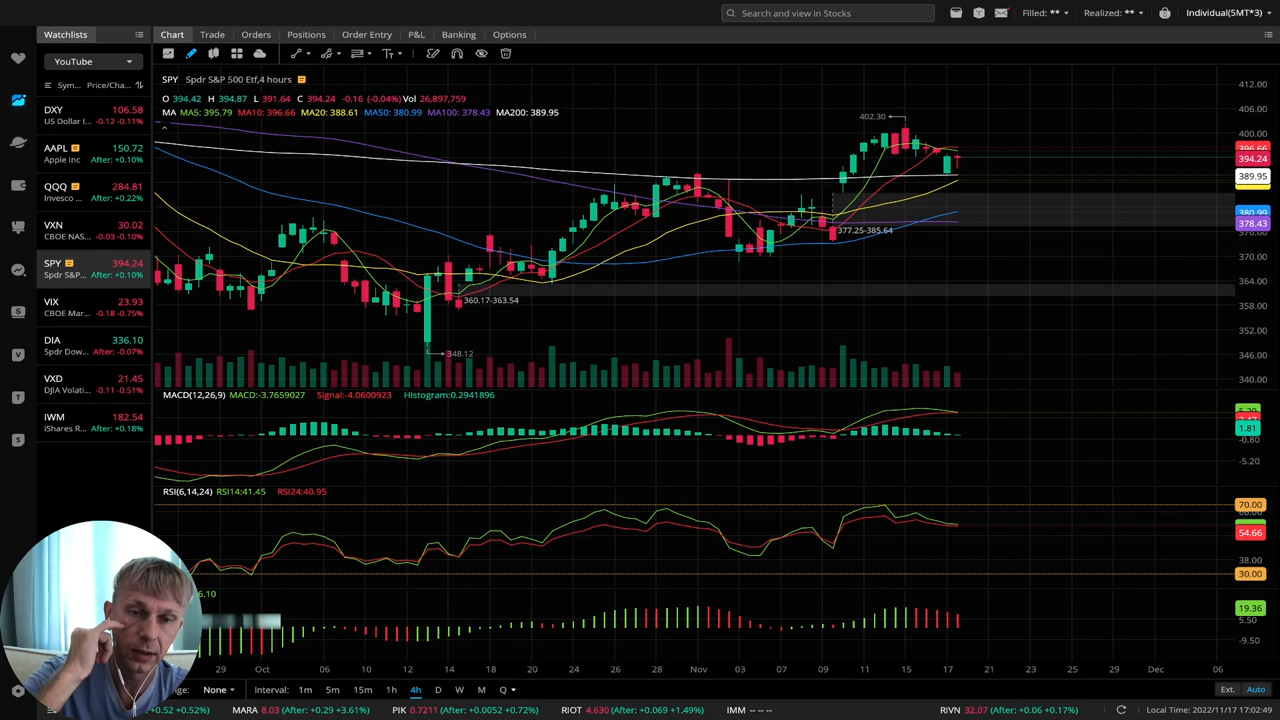 Search and view in Stocks
Filled: ** Realized: ** Individual(5MT*3)
Watchlists
Chart Trade Orders Positions Order Entry P&L Banking Options
YouTube
Sym... Price/Cha...
DXY 106.58
US Dollar I... -0.12 -0.11%
AAPL 150.72
Apple Inc After: +0.10%
QQQ 284.81
Invesco ... After: +0.22%
VXN 30.02
CBOE NAS... -0.03 -0.10%
SPY 394.24
Spdr S&P... After: +0.10%
VIX 23.93
CBOE Mar... -0.18 -0.75%
DIA 336.10
Spdr Dow... After: -0.07%
VXD 21.45
DJIA Volati... -0.11 -0.51%
IWM 182.54
iShares R... After: +0.18%
SPY Spdr S&P 500 Etf,4 hours
O 394.42 H 394.87 L 391.64 C 394.24 -0.16 (-0.04%) Vol 26,897,759
MA MA5: 395.79 MA10: 396.66 MA20: 388.61 MA50: 380.99 MA100: 378.43 MA200: 389.95
402.30
377.25-385.64
360.17-363.54
348.12
412.00
406.00
400.00
396.66
394.24
389.95
380.99
378.43
370.00
364.00
358.00
352.00
346.00
340.00
MACD(12,26,9) MACD:-3.7659027 Signal:-4.0600923 Histogram:0.2941896
1.81
-0.80
-5.20
RSI(6,14,24) RSI14:41.45 RSI24:40.95
70.00
54.66
38.00
30.00
6.10
19.36
5.50
-9.50
29 Oct 06 10 12 14 18 20 24 26 28 Nov 03 07 09 11 15 17 21 23 25 28 Dec 06
None Interval: 1m 5m 15m 1h 4h D W M Q Ext. Auto
+0.52 +0.52%) MARA 8.03 (After: +0.29 +3.61%) PIK 0.7211 (After: +0.0052 +0.72%) RIOT 4.630 (After: +0.069 +1.49%) IMM -- -- -- RIVN 32.07 (After: +0.06 +0.17%) Local Time: 2022/11/17 17:02:49